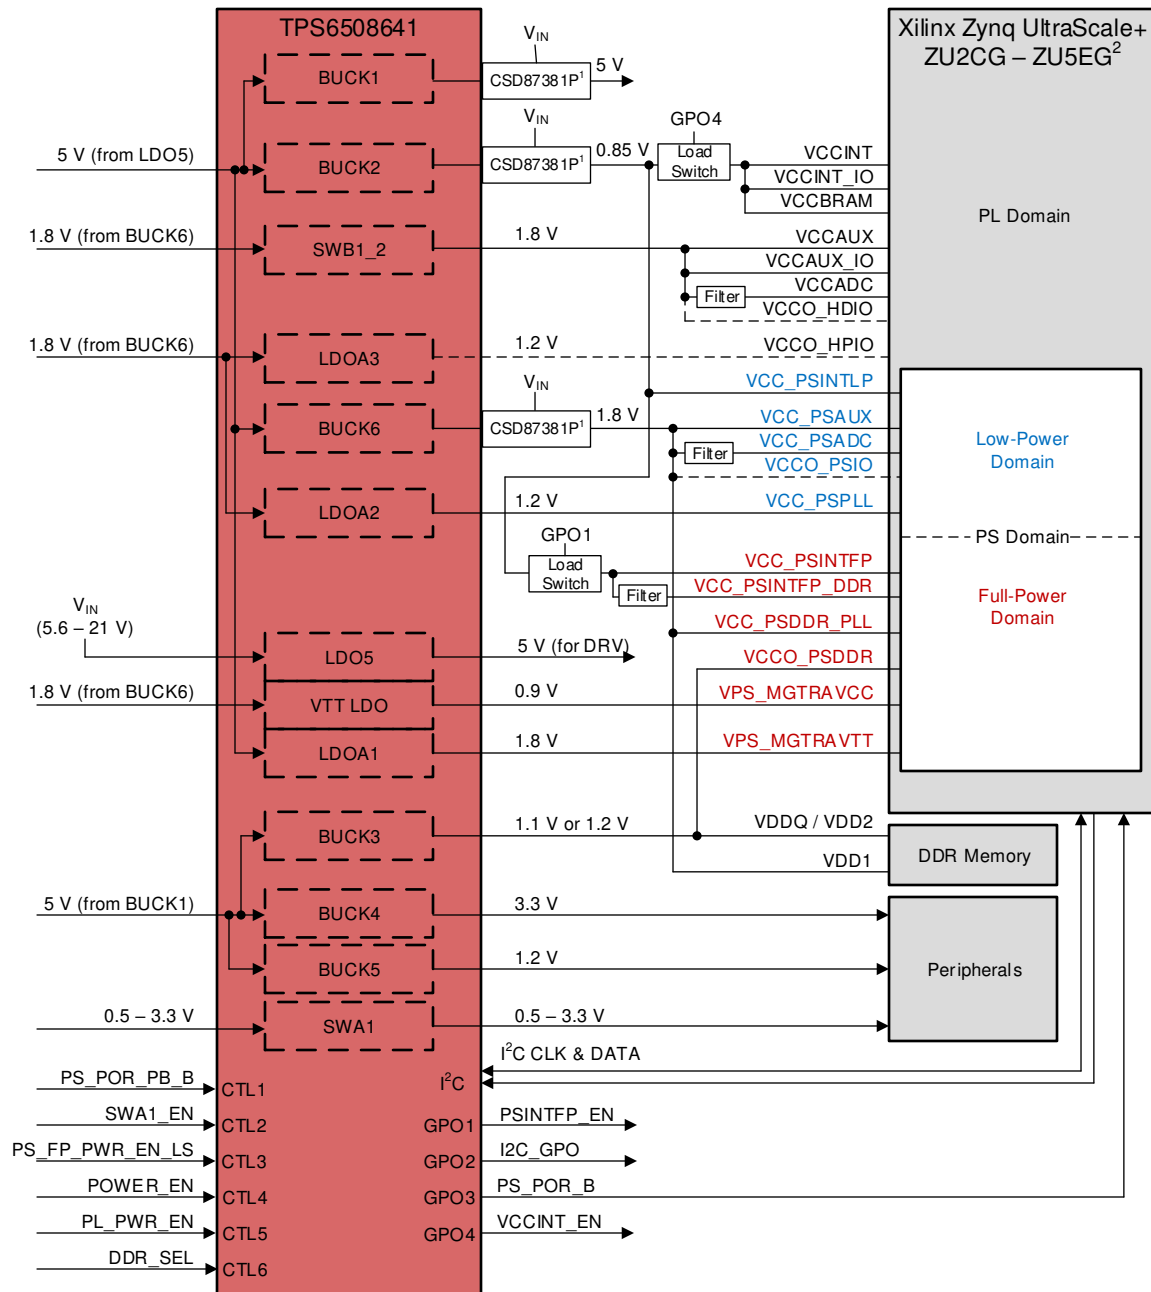 TPS6508641
Xilinx Zynq UltraScale+
ZU2CG – ZU5EG²
V_IN
BUCK1
CSD87381P¹
5 V
V_IN
GPO4
5 V (from LDO5)
BUCK2
CSD87381P¹
0.85 V
Load
Switch
VCCINT
VCCINT_IO
VCCBRAM
PL Domain
1.8 V (from BUCK6)
SWB1_2
1.8 V
VCCAUX
VCCAUX_IO
Filter
VCCADC
VCCO_HDIO
1.8 V (from BUCK6)
LDOA3
1.2 V
VCCO_HPIO
V_IN
VCC_PSINTLP
BUCK6
CSD87381P¹
1.8 V
VCC_PSAUX
Filter
VCC_PSADC
VCCO_PSIO
Low-Power
Domain
LDOA2
1.2 V
VCC_PSPLL
PS Domain
GPO1
Load
Switch
VCC_PSINTFP
Filter
VCC_PSINTFP_DDR
Full-Power
Domain
V_IN
(5.6 – 21 V)
VCC_PSDDR_PLL
LDO5
5 V (for DRV)
VCCO_PSDDR
1.8 V (from BUCK6)
VTT LDO
0.9 V
VPS_MGTRAVCC
LDOA1
1.8 V
VPS_MGTRAVTT
BUCK3
1.1 V or 1.2 V
VDDQ / VDD2
VDD1
DDR Memory
5 V (from BUCK1)
BUCK4
3.3 V
BUCK5
1.2 V
Peripherals
0.5 – 3.3 V
SWA1
0.5 – 3.3 V
I²C CLK & DATA
I²C
PS_POR_PB_B
CTL1
SWA1_EN
CTL2
GPO1
PSINTFP_EN
PS_FP_PWR_EN_LS
CTL3
GPO2
I2C_GPO
POWER_EN
CTL4
GPO3
PS_POR_B
PL_PWR_EN
CTL5
GPO4
VCCINT_EN
DDR_SEL
CTL6